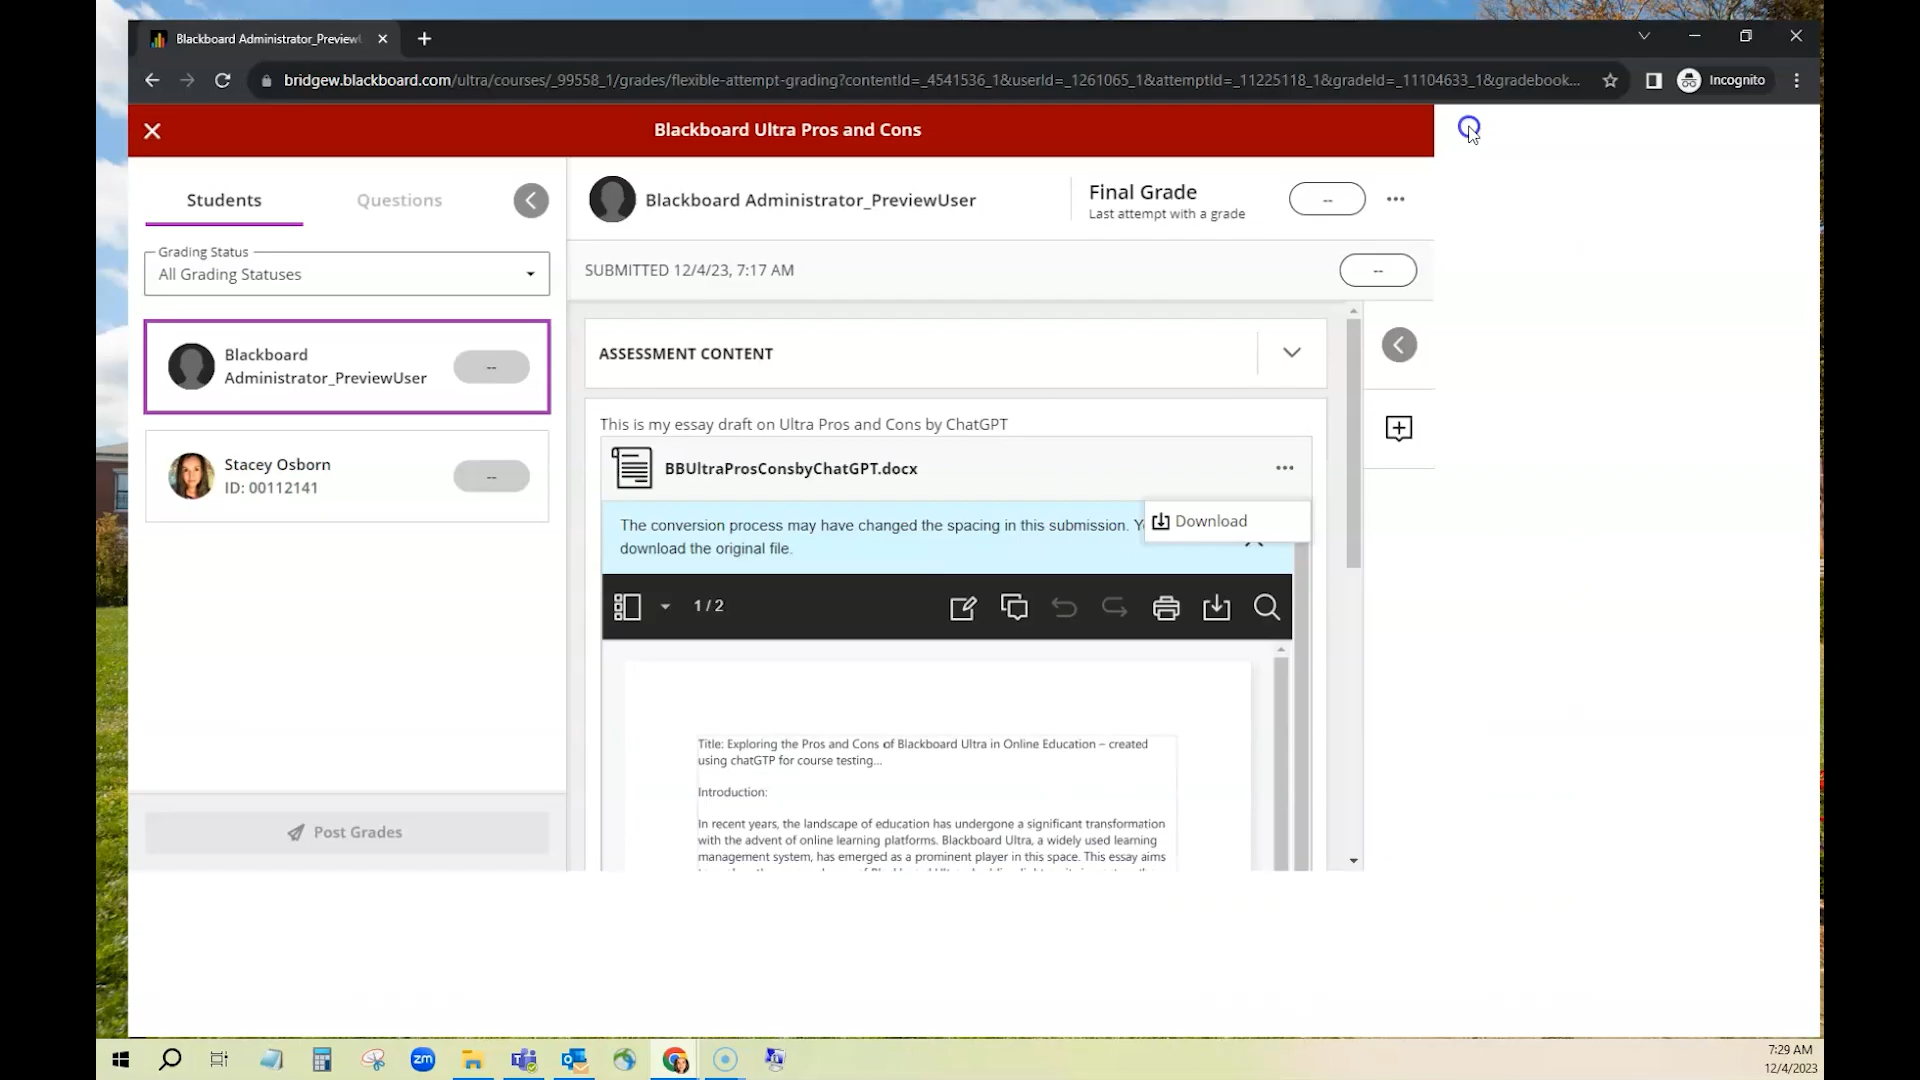 Blackboard Administrator_Preview
bridgew.blackboard.com/ultra/courses/_99558_1/grades/flexible-attempt-grading?contentId=_4541536_1&userId=_1261065_1&attemptId=_11225118_1&gradeId=_11104633_1&gradebook...
Incognito
Blackboard Ultra Pros and Cons
Students
Questions
Grading Status
All Grading Statuses
Blackboard
Administrator_PreviewUser
--
Stacey Osborn
ID: 00112141
--
Post Grades
Blackboard Administrator_PreviewUser
Final Grade
Last attempt with a grade
--
SUBMITTED 12/4/23, 7:17 AM
--
ASSESSMENT CONTENT
This is my essay draft on Ultra Pros and Cons by ChatGPT
BBUltraProsConsbyChatGPT.docx
The conversion process may have changed the spacing in this submission.
download the original file.
Download
1 / 2
Title: Exploring the Pros and Cons of Blackboard Ultra in Online Education – created
using chatGTP for course testing...
Introduction:
In recent years, the landscape of education has undergone a significant transformation
with the advent of online learning platforms. Blackboard Ultra, a widely used learning
management system, has emerged as a prominent player in this space. This essay aims
zm
7:29 AM
12/4/2023